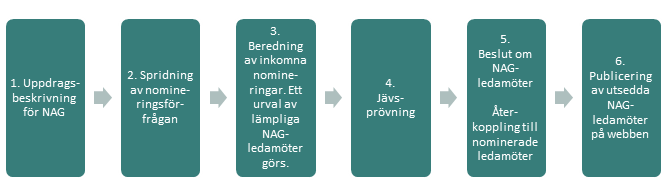 1. Uppdrags-
beskrivning
för NAG
2. Spridning
av nomine-
ringsför-
frågan
3.
Beredning
av inkomna
nomine-
ringar. Ett
urval av
lämpliga
NAG-
ledamöter
görs.
4.
Jävs-
prövning
5.
Beslut om
NAG-
ledamöter
Åter-
koppling till
nominerade
ledamöter
6.
Publicering
av utsedda
NAG-
ledamöter
på webben